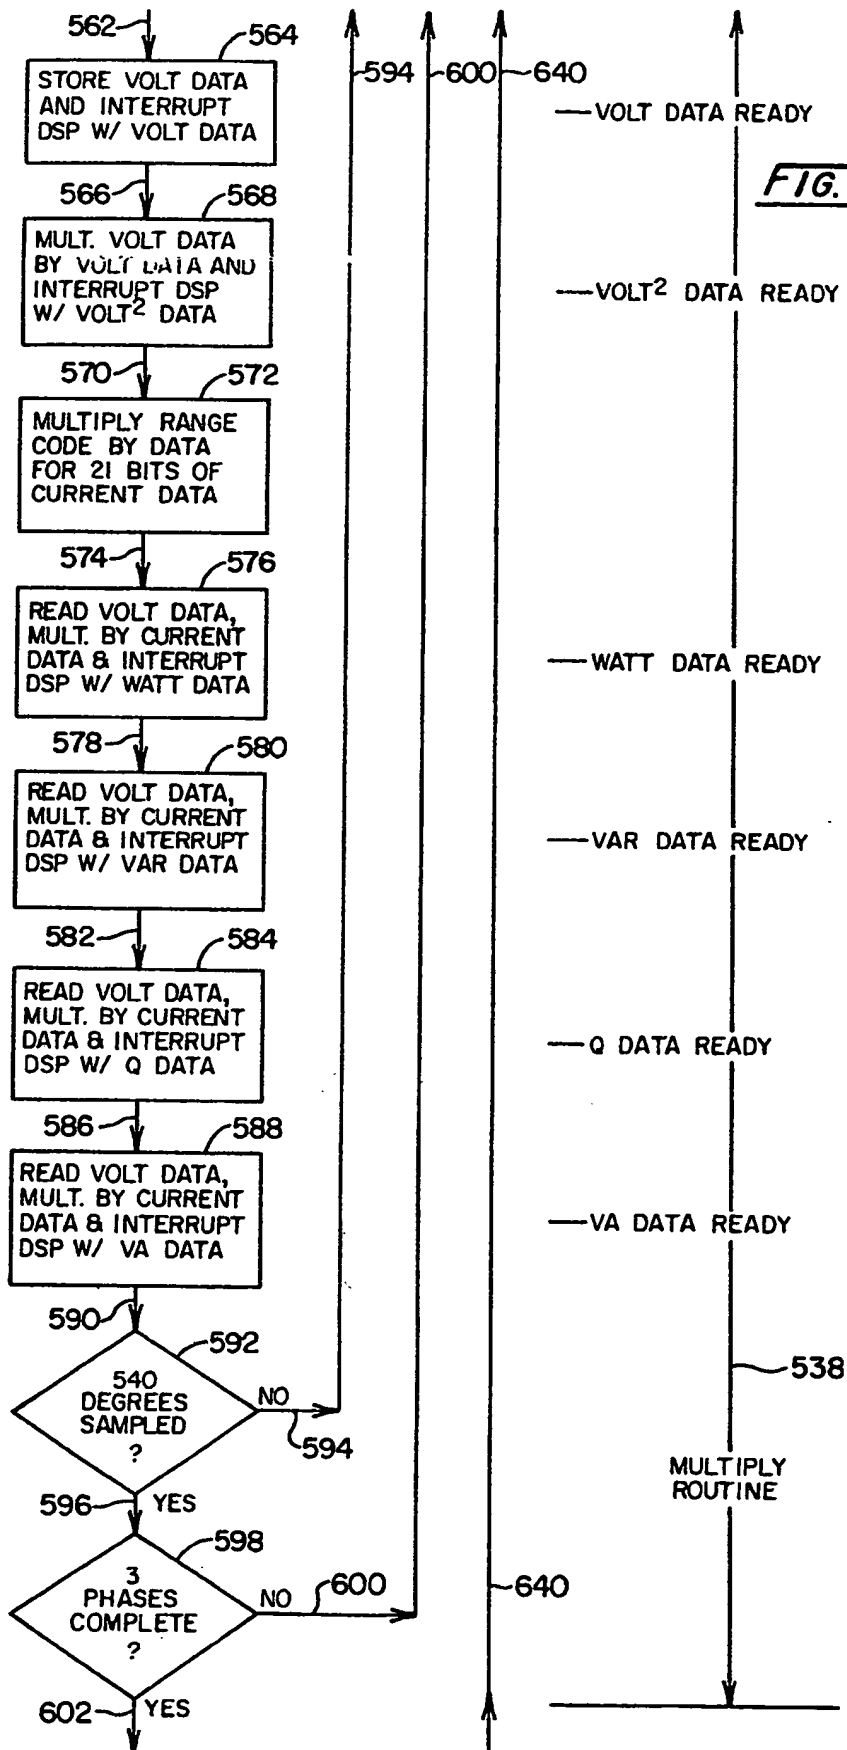 562
564
594
600
640
STORE VOLT DATA
AND INTERRUPT
DSP W/ VOLT DATA
VOLT DATA READY
FIG.
566
568
MULT. VOLT DATA
BY VOLT DATA AND
INTERRUPT DSP
W/ VOLT² DATA
VOLT² DATA READY
570
572
MULTIPLY RANGE
CODE BY DATA
FOR 21 BITS OF
CURRENT DATA
574
576
READ VOLT DATA,
MULT. BY CURRENT
DATA & INTERRUPT
DSP W/ WATT DATA
WATT DATA READY
578
580
READ VOLT DATA,
MULT. BY CURRENT
DATA & INTERRUPT
DSP W/ VAR DATA
VAR DATA READY
582
584
READ VOLT DATA,
MULT. BY CURRENT
DATA & INTERRUPT
DSP W/ Q DATA
Q DATA READY
586
588
READ VOLT DATA,
MULT. BY CURRENT
DATA & INTERRUPT
DSP W/ VA DATA
VA DATA READY
590
592
540
DEGREES
SAMPLED
?
NO
594
538
MULTIPLY
ROUTINE
596
YES
598
3
PHASES
COMPLETE
?
NO
600
640
602
YES